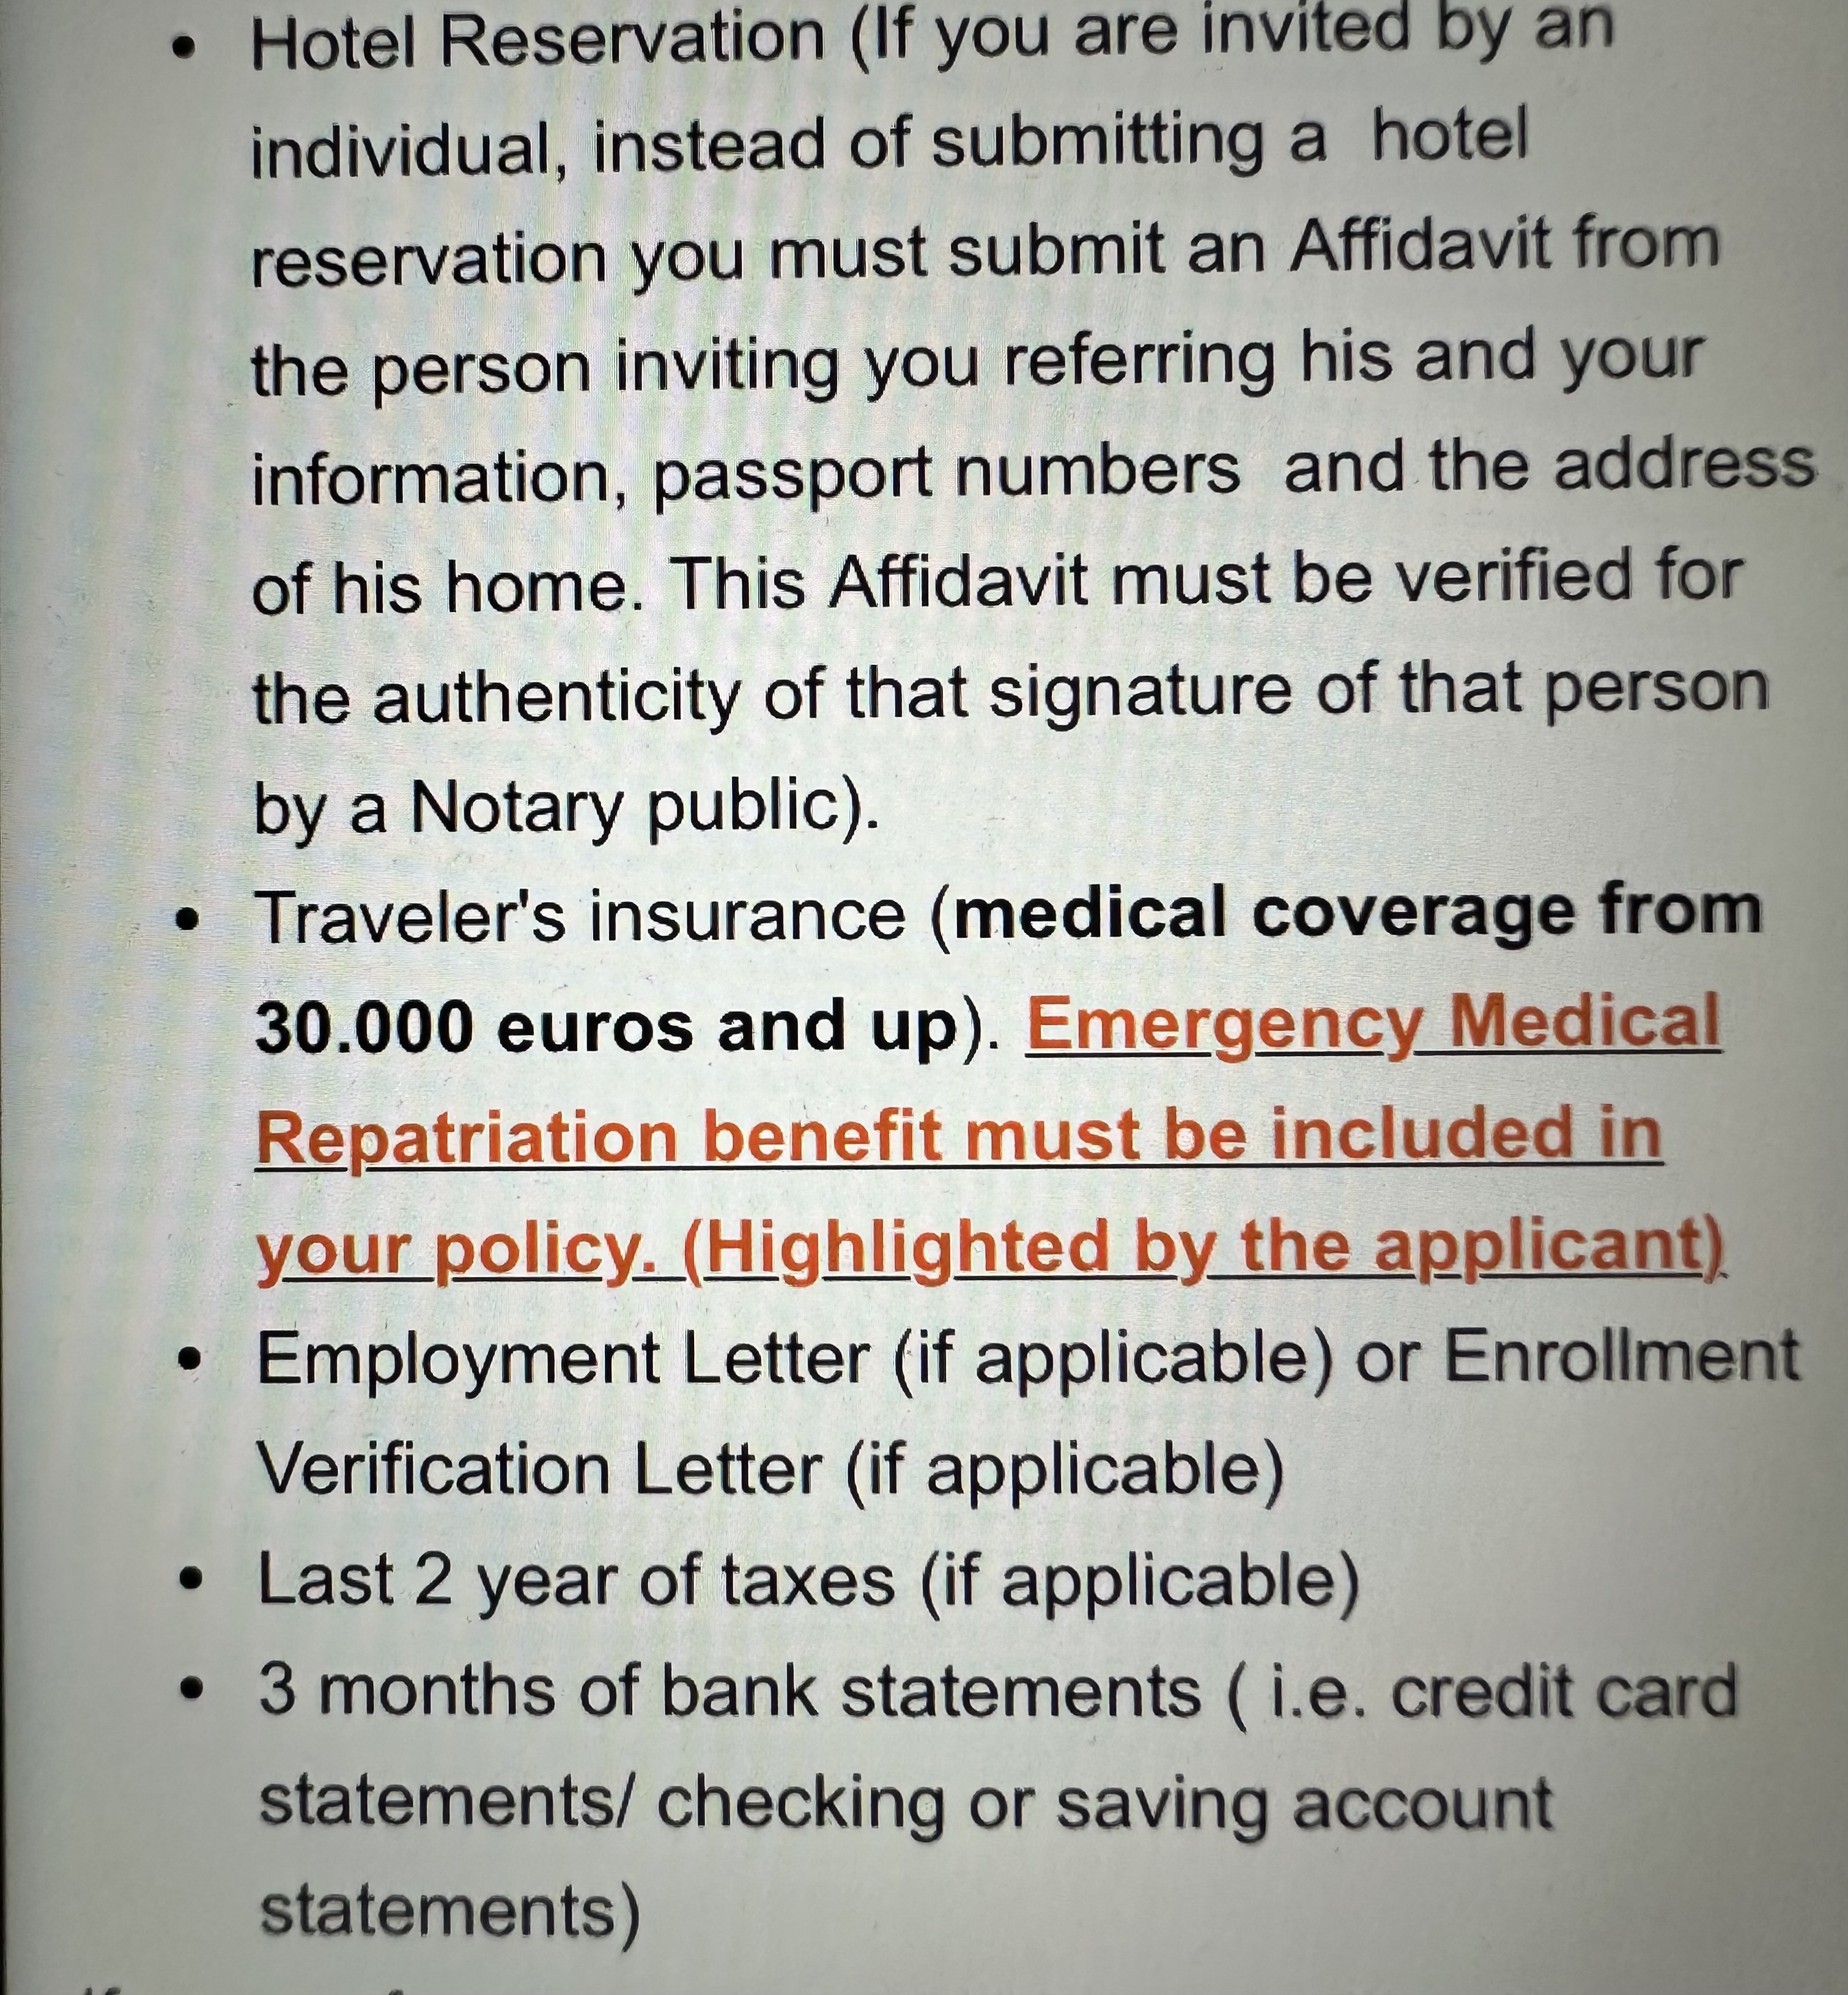 • Hotel Reservation (If you are invited by an
individual, instead of submitting a  hotel
reservation you must submit an Affidavit from
the person inviting you referring his and your
information, passport numbers  and the address
of his home. This Affidavit must be verified for
the authenticity of that signature of that person
by a Notary public).
• Traveler's insurance (medical coverage from
30.000 euros and up). Emergency Medical
Repatriation benefit must be included in
your policy. (Highlighted by the applicant)
• Employment Letter (if applicable) or Enrollment
Verification Letter (if applicable)
• Last 2 year of taxes (if applicable)
• 3 months of bank statements ( i.e. credit card
statements/ checking or saving account
statements)